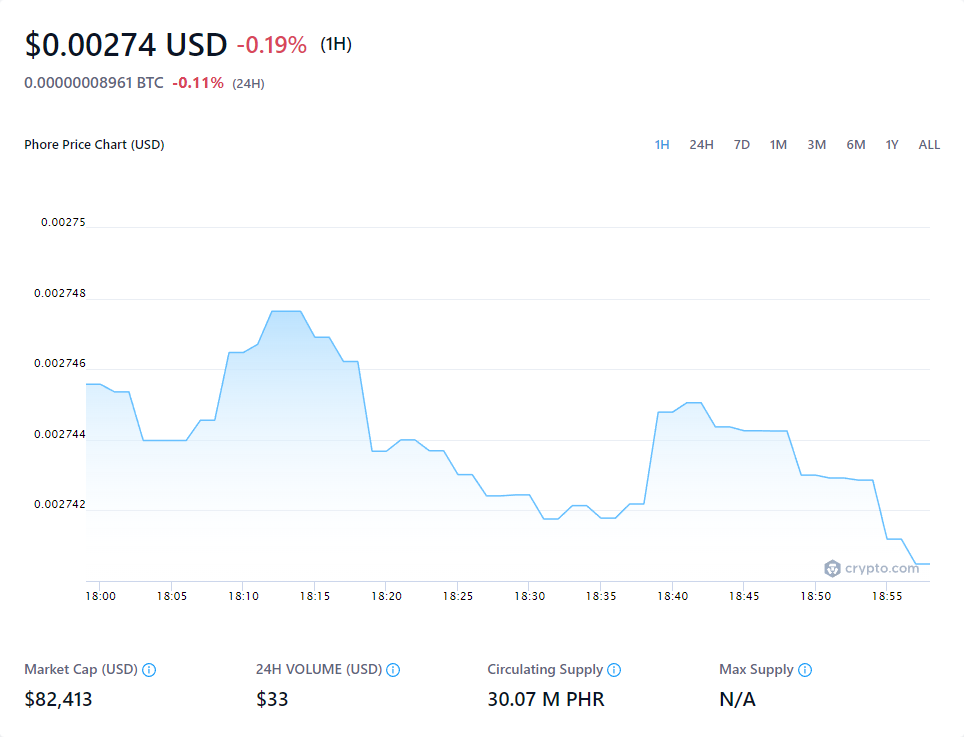 $0.00274 USD -0.19% (1H)
0.00000008961 BTC -0.11% (24H)
Phore Price Chart (USD)
1H 24H 7D 1M 3M 6M 1Y ALL
0.00275
0.002748
0.002746
0.002744
0.002742
crypto.com
18:00 18:05 18:10 18:15 18:20 18:25 18:30 18:35 18:40 18:45 18:50 18:55
Market Cap (USD) 24H VOLUME (USD) Circulating Supply Max Supply
$82,413 $33 30.07 M PHR N/A